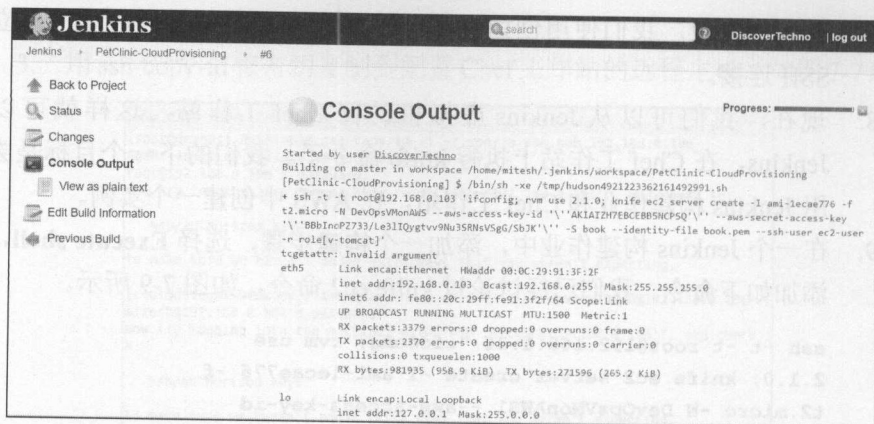 Jenkins
search
DiscoverTechno | log out
Jenkins PetClinic-CloudProvisioning #6
Back to Project
Status
Changes
Console Output
View as plain text
Edit Build Information
Previous Build
Console Output
Progress:
Started by user DiscoverTechno
Building on master in workspace /home/mitesh/.jenkins/workspace/PetClinic-CloudProvisioning
[PetClinic-CloudProvisioning] $ /bin/sh -xe /tmp/hudson4921223362161492991.sh
+ ssh -t -t root@192.168.0.103 'ifconfig; rvm use 2.1.0; knife ec2 server create -I ami-1ecae776 -f
t2.micro -N DevOpsVMonAWS --aws-access-key-id '\''AKIAIZH7EBCEBB5NCPSQ'\'' --aws-secret-access-key
'\''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'\'' -S book --identity-file book.pem --ssh-user ec2-user
-r role[v-tomcat]'
tcgetattr: Invalid argument
eth5 Link encap:Ethernet HWaddr 00:0C:29:91:3F:2F
inet addr:192.168.0.103 Bcast:192.168.0.255 Mask:255.255.255.0
inet6 addr: fe80::20c:29ff:fe91:3f2f/64 Scope:Link
UP BROADCAST RUNNING MULTICAST MTU:1500 Metric:1
RX packets:3379 errors:0 dropped:0 overruns:0 frame:0
TX packets:2370 errors:0 dropped:0 overruns:0 carrier:0
collisions:0 txqueuelen:1000
RX bytes:981935 (958.9 KiB) TX bytes:271596 (265.2 KiB)
lo Link encap:Local Loopback
inet addr:127.0.0.1 Mask:255.0.0.0